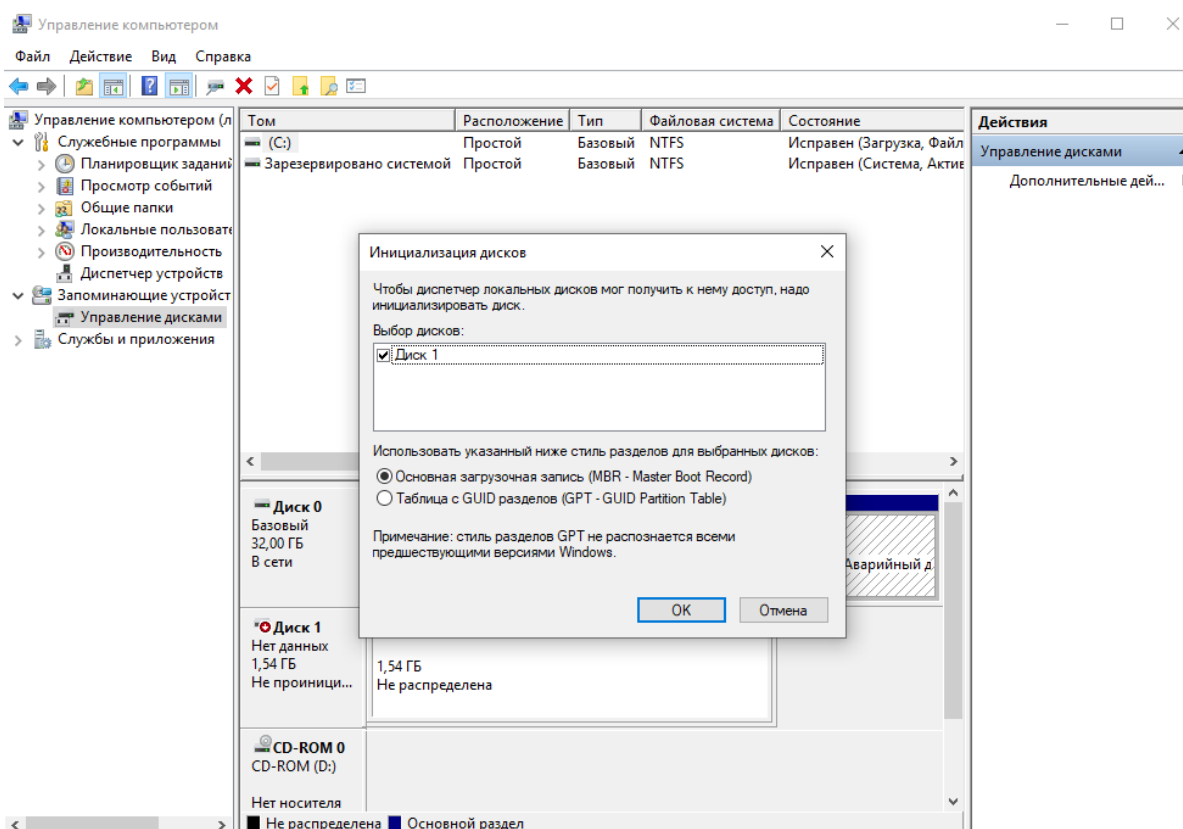 Управление компьютером
Файл Действие Вид Справка
Управление компьютером (л
Служебные программы
Планировщик заданий
Просмотр событий
Общие папки
Локальные пользовате
Производительность
Диспетчер устройств
Запоминающие устройст
Управление дисками
Службы и приложения
Том Расположение Тип Файловая система Состояние
(C:) Простой Базовый NTFS Исправен (Загрузка, Файл
Зарезервировано системой Простой Базовый NTFS Исправен (Система, Актив
Действия
Управление дисками
Дополнительные дей...
Инициализация дисков
Чтобы диспетчер локальных дисков мог получить к нему доступ, надо
инициализировать диск.
Выбор дисков:
Диск 1
Использовать указанный ниже стиль разделов для выбранных дисков:
Основная загрузочная запись (MBR - Master Boot Record)
Таблица с GUID разделов (GPT - GUID Partition Table)
Примечание: стиль разделов GPT не распознается всеми
предшествующими версиями Windows.
OK Отмена
Диск 0
Базовый
32,00 ГБ
В сети
Аварийный д
Диск 1
Нет данных
1,54 ГБ
Не проиници...
1,54 ГБ
Не распределена
CD-ROM 0
CD-ROM (D:)
Нет носителя
Не распределена Основной раздел